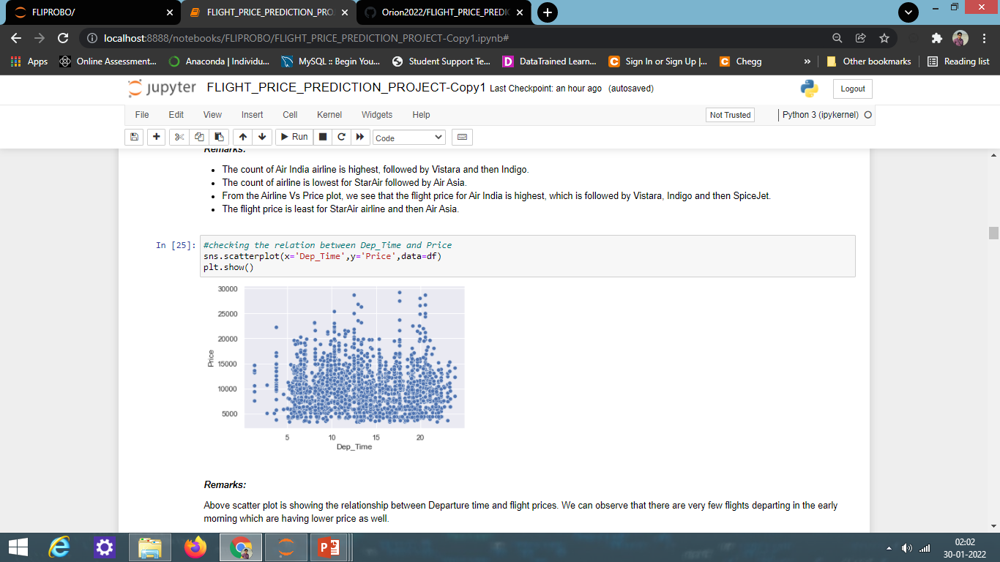 FLIPROBO/
FLIGHT_PRICE_PREDICTION_PRO
Orion2022/FLIGHT_PRICE_PREDI
localhost:8888/notebooks/FLIPROBO/FLIGHT_PRICE_PREDICTION_PROJECT-Copy1.ipynb#
Apps Online Assessment... Anaconda | Individu... MySQL :: Begin You... Student Support Te... DataTrained Learn... Sign In or Sign Up |... Chegg » Other bookmarks Reading list
jupyter FLIGHT_PRICE_PREDICTION_PROJECT-Copy1 Last Checkpoint: an hour ago (autosaved) Logout
File Edit View Insert Cell Kernel Widgets Help Not Trusted Python 3 (ipykernel)
Run Code
Remarks:
• The count of Air India airline is highest, followed by Vistara and then Indigo.
• The count of airline is lowest for StarAir followed by Air Asia.
• From the Airline Vs Price plot, we see that the flight price for Air India is highest, which is followed by Vistara, Indigo and then SpiceJet.
• The flight price is least for StarAir airline and then Air Asia.
In [25]: #checking the relation between Dep_Time and Price
sns.scatterplot(x='Dep_Time',y='Price',data=df)
plt.show()
30000
25000
20000
15000
10000
5000
Price
5 10 15 20
Dep_Time
Remarks:
Above scatter plot is showing the relationship between Departure time and flight prices. We can observe that there are very few flights departing in the early
morning which are having lower price as well.
02:02
30-01-2022